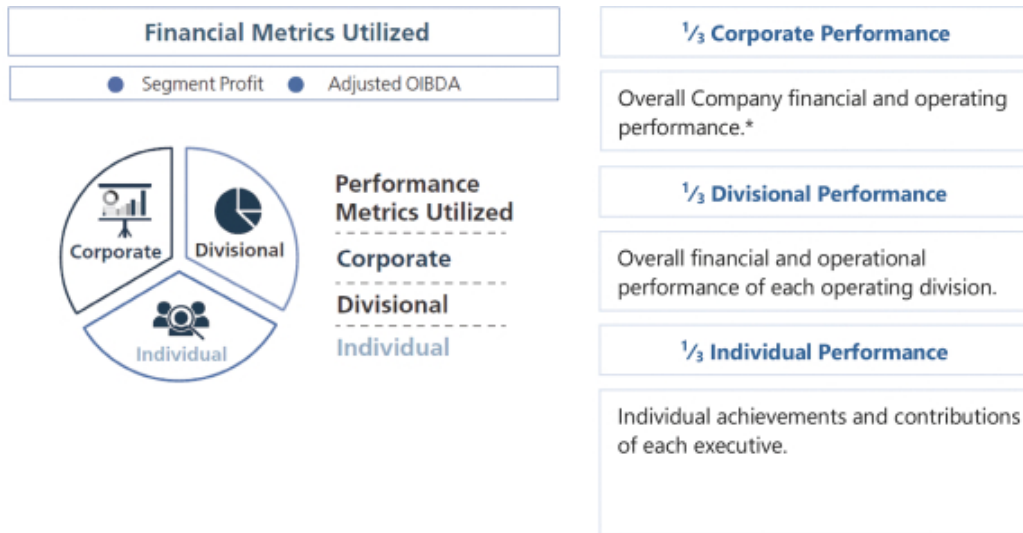 Financial Metrics Utilized
Segment Profit
Adjusted OIBDA
Corporate
Divisional
Individual
Performance
Metrics Utilized
Corporate
Divisional
Individual
⅓ Corporate Performance
Overall Company financial and operating
performance.*
⅓ Divisional Performance
Overall financial and operational
performance of each operating division.
⅓ Individual Performance
Individual achievements and contributions
of each executive.